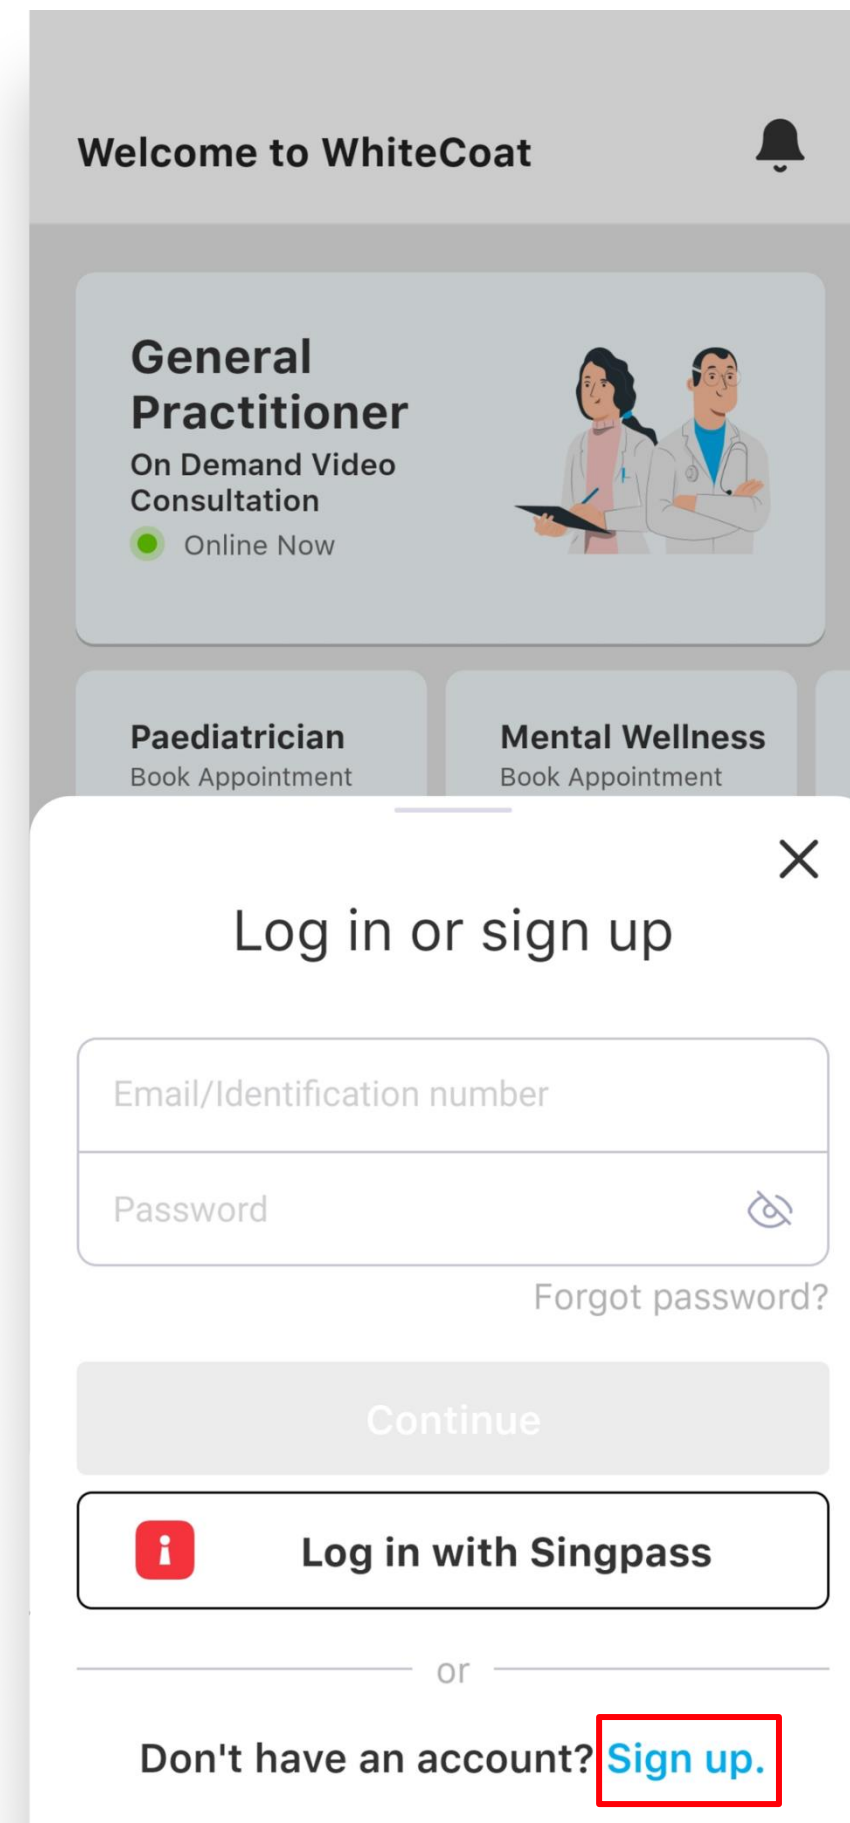 Welcome to WhiteCoat
General
Practitioner
On Demand Video
Consultation
Online Now
Paediatrician
Book Appointment
Mental Wellness
Book Appointment
Log in or sign up
Email/Identification number
Password
Forgot password?
Continue
Log in with Singpass
or
Don't have an account? Sign up.